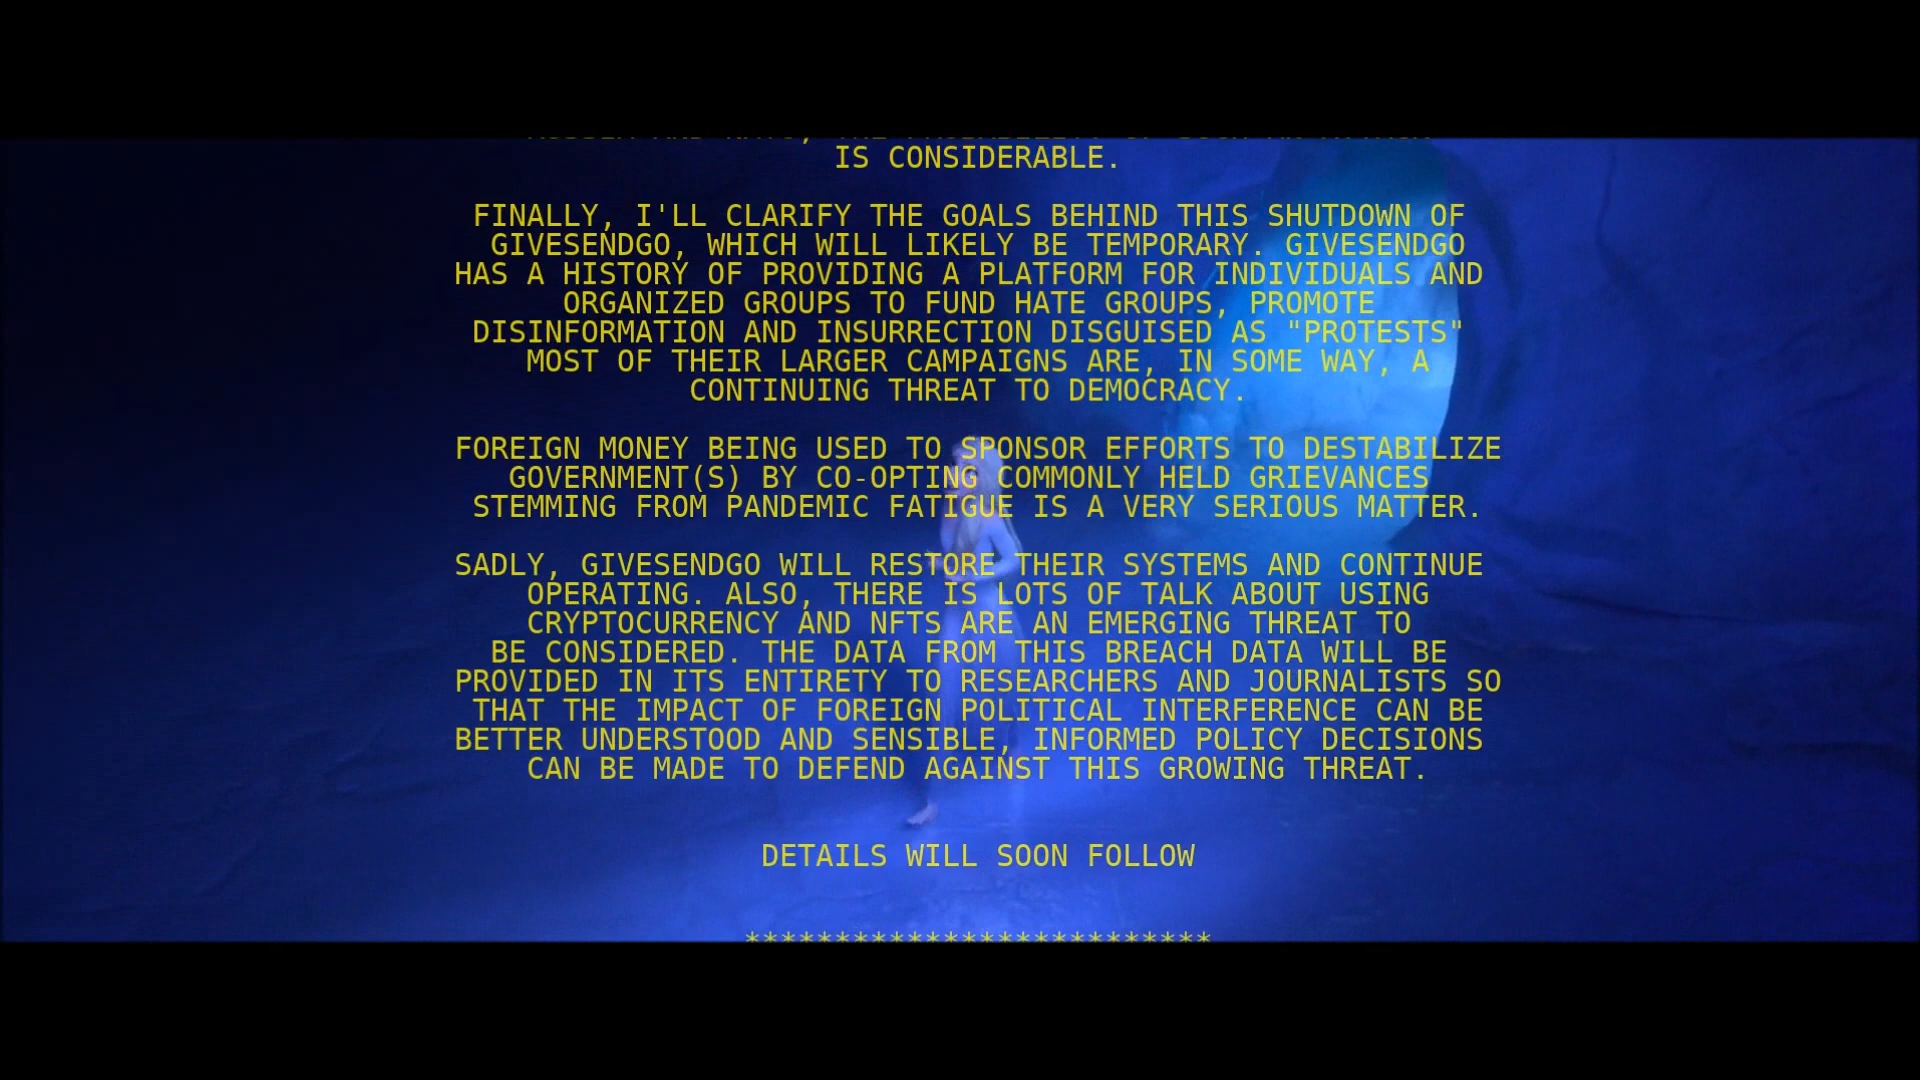 IS CONSIDERABLE.
FINALLY, I'LL CLARIFY THE GOALS BEHIND THIS SHUTDOWN OF
GIVESENDGO, WHICH WILL LIKELY BE TEMPORARY. GIVESENDGO
HAS A HISTORY OF PROVIDING A PLATFORM FOR INDIVIDUALS AND
ORGANIZED GROUPS TO FUND HATE GROUPS, PROMOTE
DISINFORMATION AND INSURRECTION DISGUISED AS "PROTESTS"
MOST OF THEIR LARGER CAMPAIGNS ARE, IN SOME WAY, A
CONTINUING THREAT TO DEMOCRACY.
FOREIGN MONEY BEING USED TO SPONSOR EFFORTS TO DESTABILIZE
GOVERNMENT(S) BY CO-OPTING COMMONLY HELD GRIEVANCES
STEMMING FROM PANDEMIC FATIGUE IS A VERY SERIOUS MATTER.
SADLY, GIVESENDGO WILL RESTORE THEIR SYSTEMS AND CONTINUE
OPERATING. ALSO, THERE IS LOTS OF TALK ABOUT USING
CRYPTOCURRENCY AND NFTS ARE AN EMERGING THREAT TO
BE CONSIDERED. THE DATA FROM THIS BREACH DATA WILL BE
PROVIDED IN ITS ENTIRETY TO RESEARCHERS AND JOURNALISTS SO
THAT THE IMPACT OF FOREIGN POLITICAL INTERFERENCE CAN BE
BETTER UNDERSTOOD AND SENSIBLE, INFORMED POLICY DECISIONS
CAN BE MADE TO DEFEND AGAINST THIS GROWING THREAT.
DETAILS WILL SOON FOLLOW
**************************